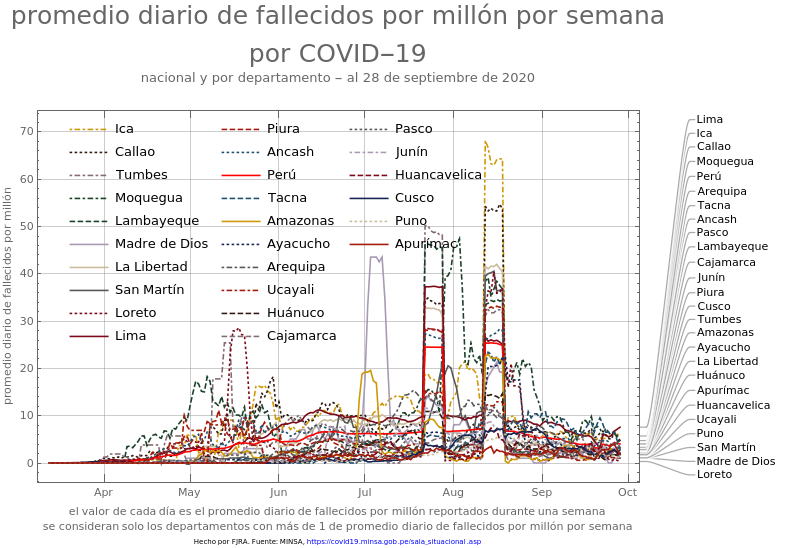 promedio diario de fallecidos por millón por semana
por COVID−19
nacional y por departamento − al 28 de septiembre de 2020
promedio diario de fallecidos por millón
70
60
50
40
30
20
10
0
Ica
Callao
Tumbes
Moquegua
Lambayeque
Madre de Dios
La Libertad
San Martín
Loreto
Lima
Piura
Ancash
Perú
Tacna
Amazonas
Ayacucho
Arequipa
Ucayali
Huánuco
Cajamarca
Pasco
Junín
Huancavelica
Cusco
Puno
Apurímac
Lima
Ica
Callao
Moquegua
Perú
Arequipa
Tacna
Ancash
Pasco
Lambayeque
Cajamarca
Junín
Piura
Cusco
Tumbes
Amazonas
Ayacucho
La Libertad
Huánuco
Apurímac
Huancavelica
Ucayali
Puno
San Martín
Madre de Dios
Loreto
Apr May Jun Jul Aug Sep Oct
el valor de cada día es el promedio diario de fallecidos por millón reportados durante una semana
se consideran solo los departamentos con más de 1 de promedio diario de fallecidos por millón por semana
Hecho por FJRA. Fuente: MINSA, https://covid19.minsa.gob.pe/sala_situacional.asp